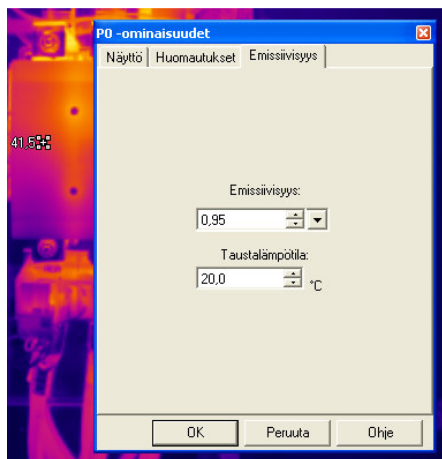 P0 -ominaisuudet
Näyttö Huomautukset Emissiivisyys
41.5
Emissiivisyys:
0,95
Taustalämpötila:
20,0 °C
OK Peruuta Ohje